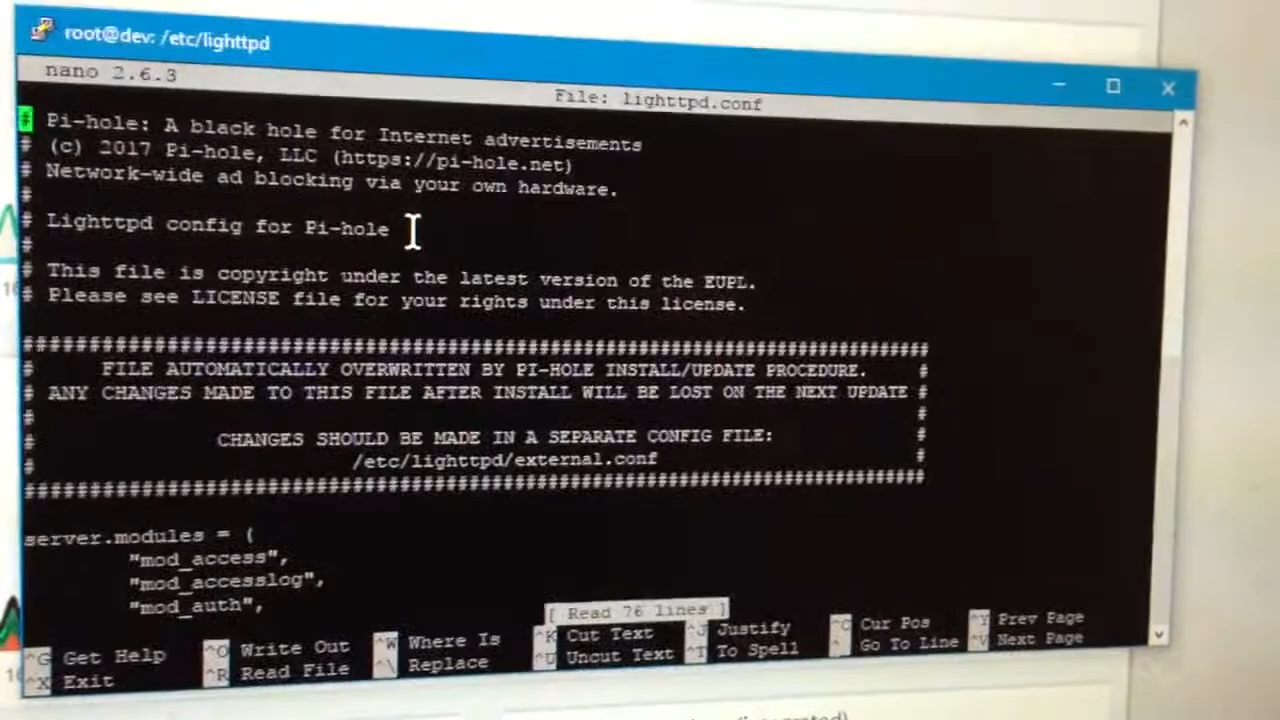 root@dev: /etc/lighttpd
nano 2.6.3
File: lighttpd.conf
# Pi-hole: A black hole for Internet advertisements
# (c) 2017 Pi-hole, LLC (https://pi-hole.net)
# Network-wide ad blocking via your own hardware.
#
# Lighttpd config for Pi-hole
#
# This file is copyright under the latest version of the EUPL.
# Please see LICENSE file for your rights under this license.
###############################################################################
# FILE AUTOMATICALLY OVERWRITTEN BY PI-HOLE INSTALL/UPDATE PROCEDURE. #
# ANY CHANGES MADE TO THIS FILE AFTER INSTALL WILL BE LOST ON THE NEXT UPDATE #
# #
# CHANGES SHOULD BE MADE IN A SEPARATE CONFIG FILE: #
# /etc/lighttpd/external.conf #
###############################################################################
server.modules = (
"mod_access",
"mod_accesslog",
"mod_auth",
[ Read 76 lines ]
^G Get Help ^O Write Out ^W Where Is ^K Cut Text ^J Justify ^C Cur Pos ^Y Prev Page
^X Exit ^R Read File ^\ Replace ^U Uncut Text ^T To Spell ^_ Go To Line ^V Next Page